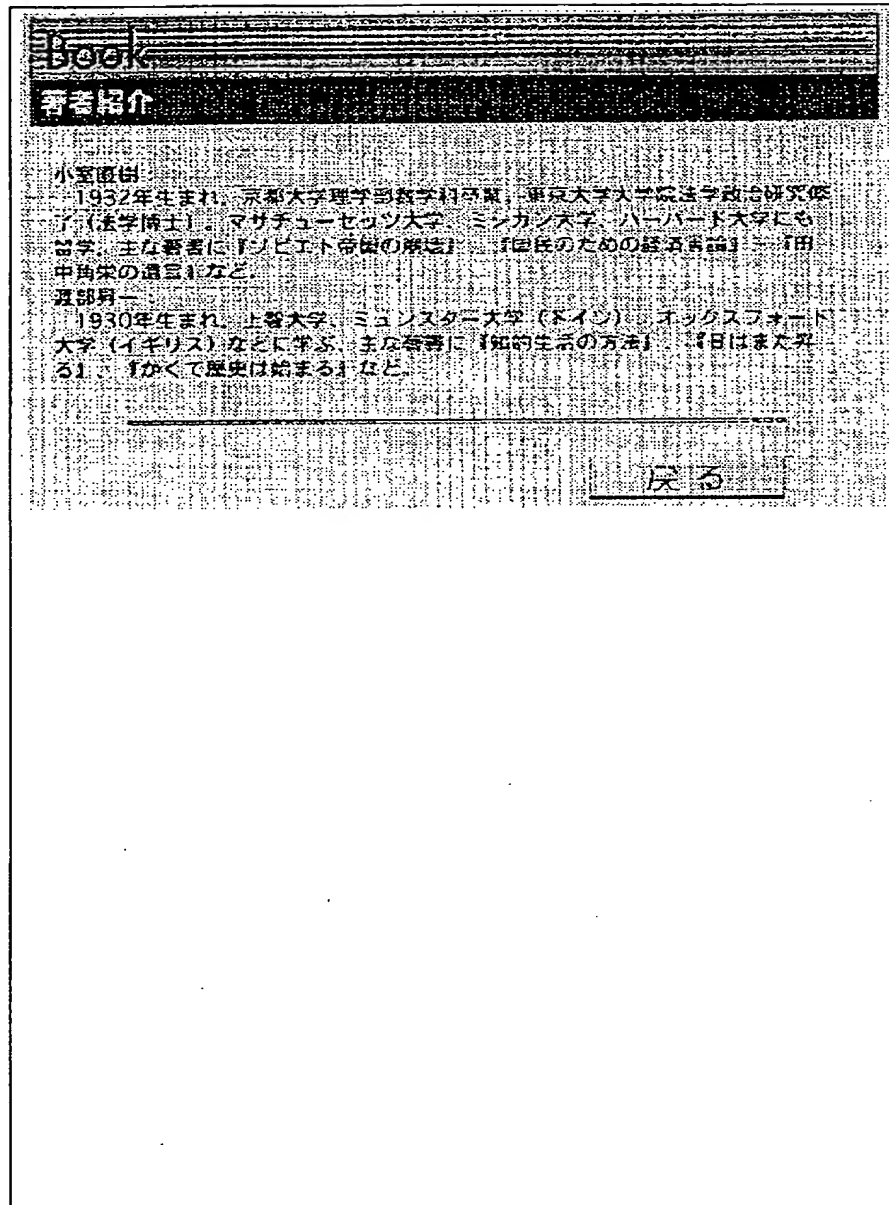 Book
著者紹介
小室直樹
1932年生まれ。京都大学理学部数学科卒業。東京大学大学院法学政治研究修
了（法学博士）。マサチューセッツ大学、ミシガン大学、ハーバード大学にも
留学。主な著書に『ソビエト帝国の崩壊』、『国民のための経済原論』、『田
中角栄の遺言』など。
渡部昇一
1930年生まれ。上智大学、ミュンスター大学（ドイツ）、オックスフォード
大学（イギリス）などに学ぶ。主な著書に『知的生活の方法』、『日はまた昇
る』、『かくて歴史は始まる』など。
戻る